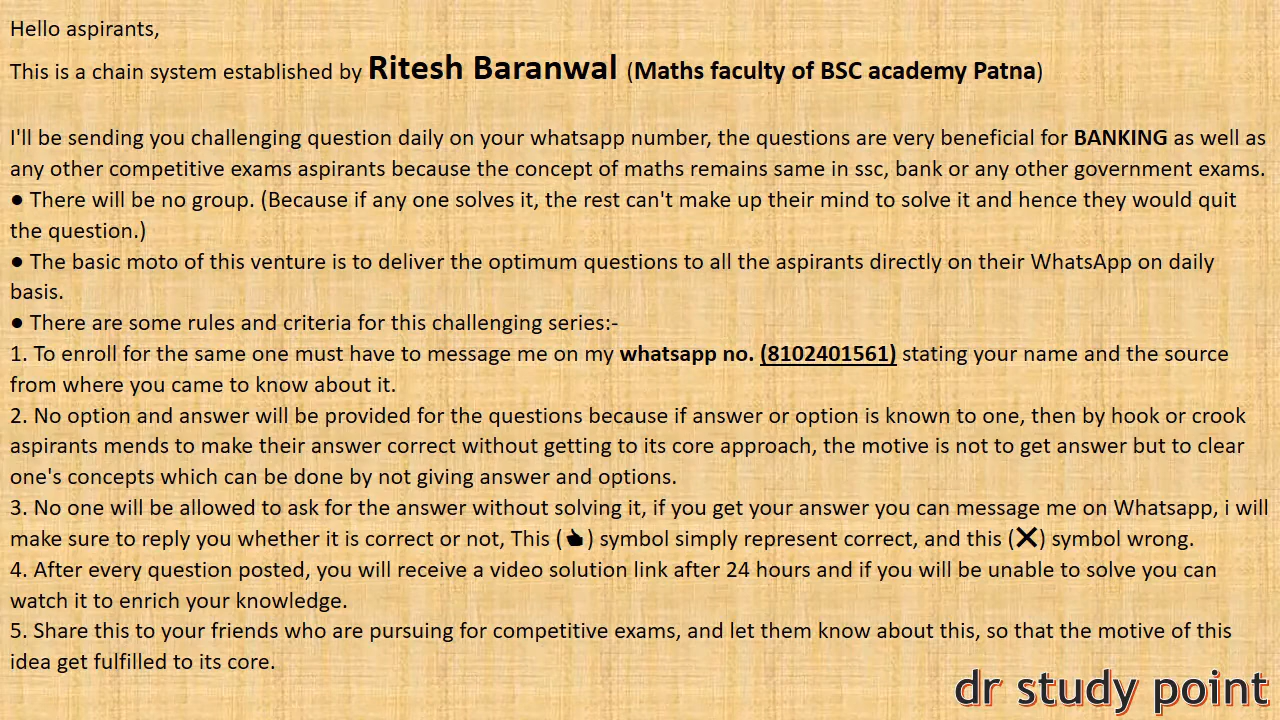 Hello aspirants,
This is a chain system established by Ritesh Baranwal (Maths faculty of BSC academy Patna)
I'll be sending you challenging question daily on your whatsapp number, the questions are very beneficial for BANKING as well as
any other competitive exams aspirants because the concept of maths remains same in ssc, bank or any other government exams.
● There will be no group. (Because if any one solves it, the rest can't make up their mind to solve it and hence they would quit
the question.)
● The basic moto of this venture is to deliver the optimum questions to all the aspirants directly on their WhatsApp on daily
basis.
● There are some rules and criteria for this challenging series:-
1. To enroll for the same one must have to message me on my whatsapp no. (8102401561) stating your name and the source
from where you came to know about it.
2. No option and answer will be provided for the questions because if answer or option is known to one, then by hook or crook
aspirants mends to make their answer correct without getting to its core approach, the motive is not to get answer but to clear
one's concepts which can be done by not giving answer and options.
3. No one will be allowed to ask for the answer without solving it, if you get your answer you can message me on Whatsapp, i will
make sure to reply you whether it is correct or not, This (👍) symbol simply represent correct, and this (❌) symbol wrong.
4. After every question posted, you will receive a video solution link after 24 hours and if you will be unable to solve you can
watch it to enrich your knowledge.
5. Share this to your friends who are pursuing for competitive exams, and let them know about this, so that the motive of this
idea get fulfilled to its core.
dr study point